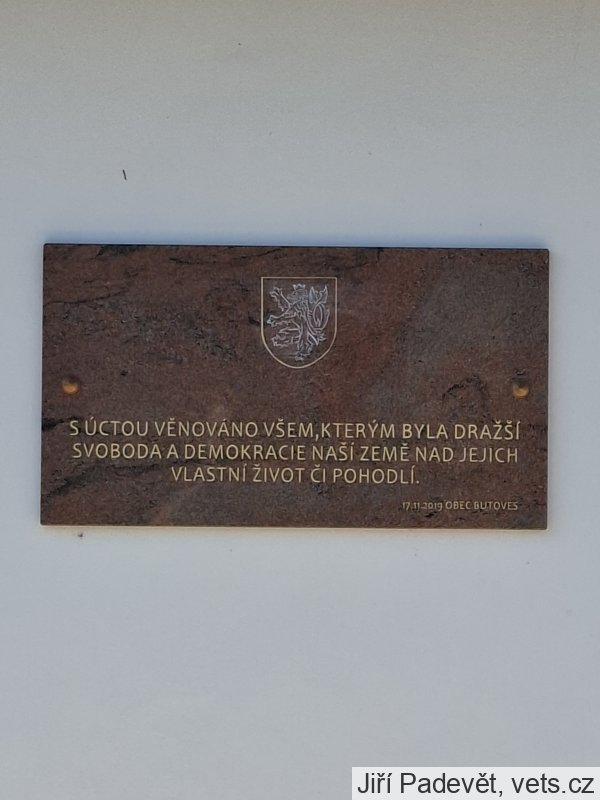 S ÚCTOU VĚNOVÁNO VŠEM,KTERÝM BYLA DRAŽŠÍ
SVOBODA A DEMOKRACIE NAŠÍ ZEMĚ NAD JEJICH
VLASTNÍ ŽIVOT ČI POHODLÍ.
17.11.2019 OBEC BUTOVES
Jiří Padevět, vets.cz